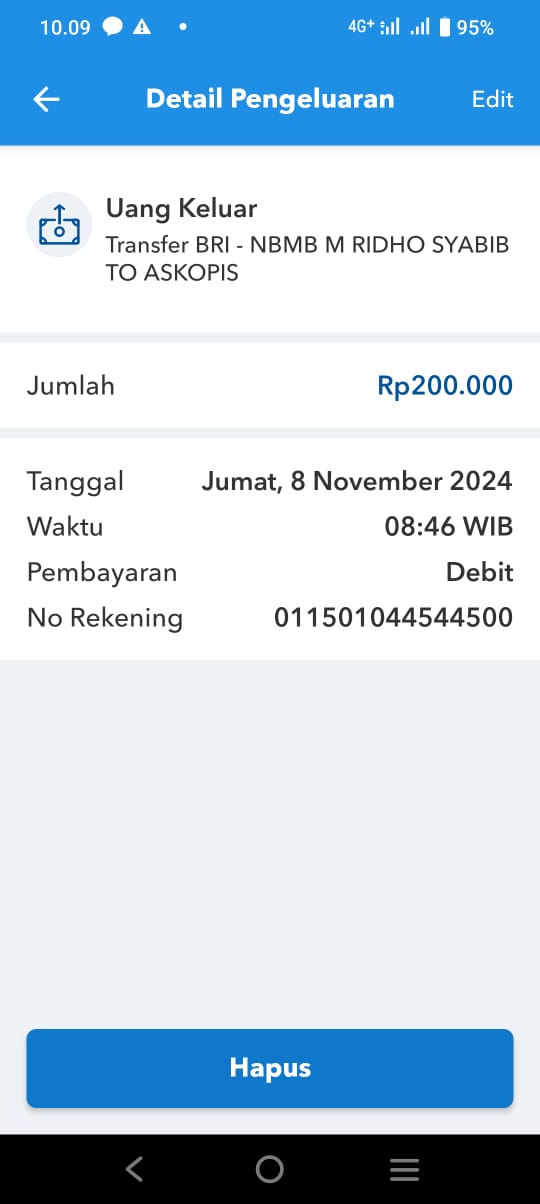 10.09 4G+ 95%
Detail Pengeluaran Edit
Uang Keluar
Transfer BRI - NBMB M RIDHO SYABIB
TO ASKOPIS
Jumlah Rp200.000
Tanggal Jumat, 8 November 2024
Waktu 08:46 WIB
Pembayaran Debit
No Rekening 011501044544500
Hapus